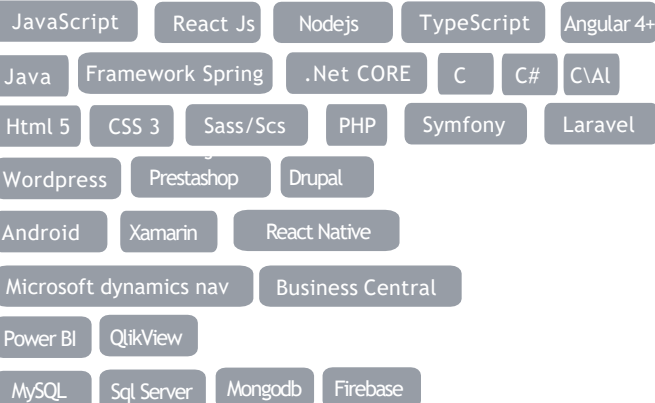 JavaScript React Js Nodejs TypeScript Angular 4+
Java Framework Spring .Net CORE C C# C\Al
Html 5 CSS 3 Sass/Scs PHP Symfony Laravel
Wordpress Prestashop Drupal
Android Xamarin React Native
Microsoft dynamics nav Business Central
Power BI QlikView
MySQL Sql Server Mongodb Firebase